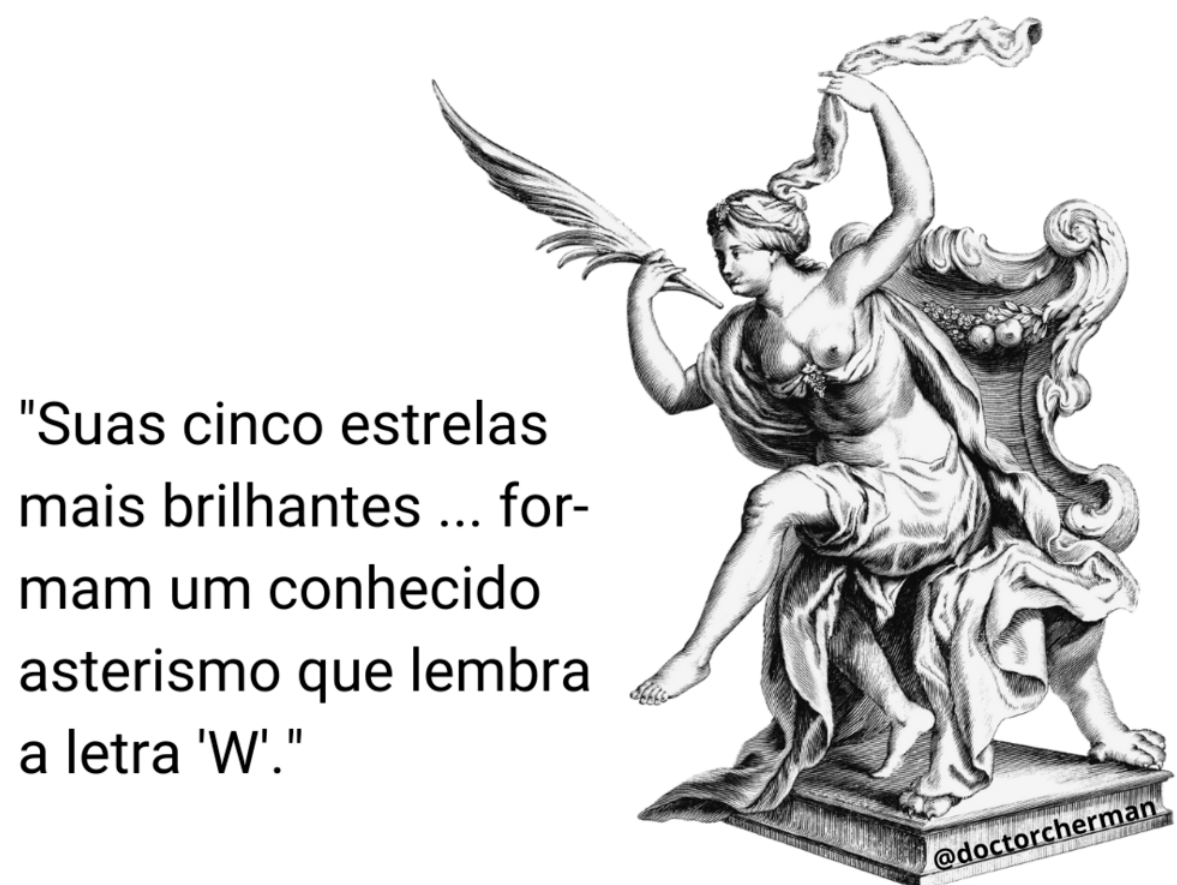 "Suas cinco estrelas
mais brilhantes ... for-
mam um conhecido
asterismo que lembra
a letra 'W'."
@doctorcherman